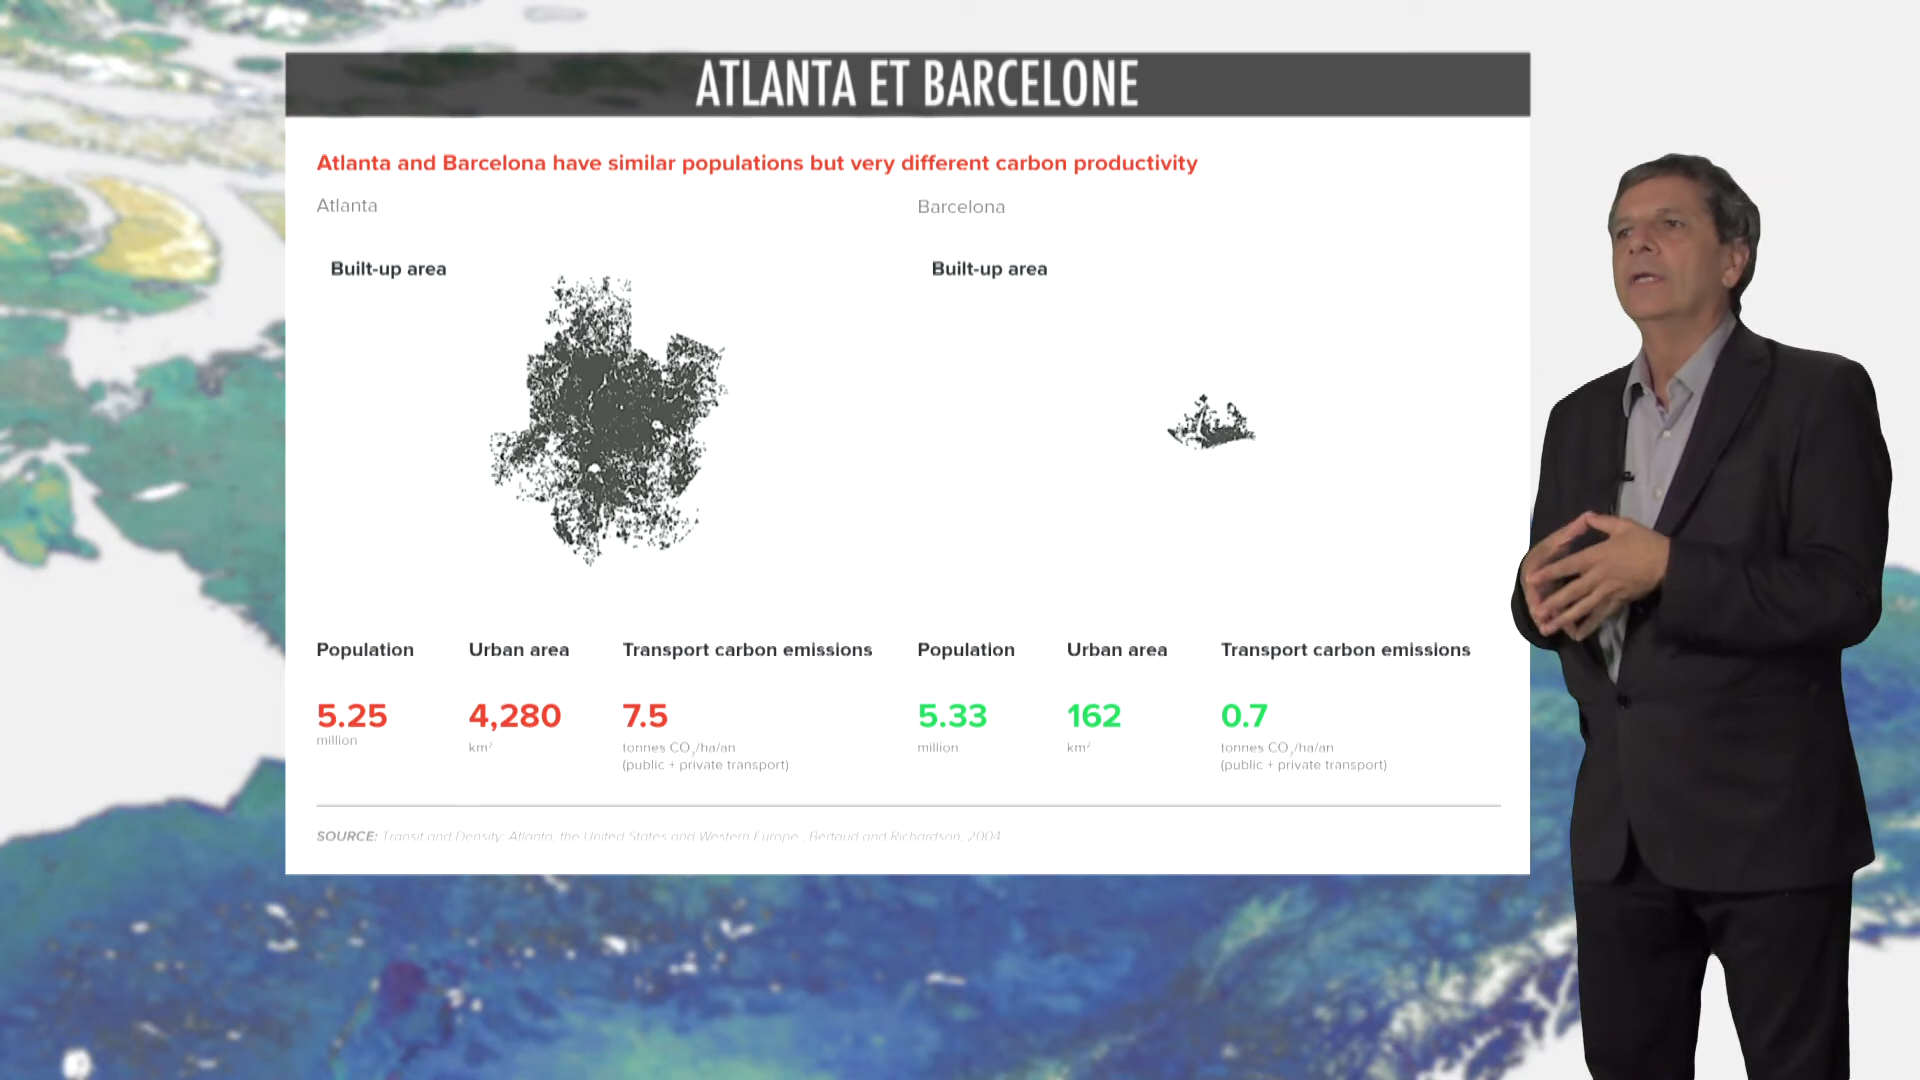 ATLANTA ET BARCELONE
Atlanta and Barcelona have similar populations but very different carbon productivity
Atlanta
Built-up area
Population Urban area Transport carbon emissions
5.25 4,280 7.5
million km² tonnes CO₂/ha/an
(public + private transport)
Barcelona
Built-up area
Population Urban area Transport carbon emissions
5.33 162 0.7
million km² tonnes CO₂/ha/an
(public + private transport)
SOURCE: Transit and Density: Atlanta, the United States and Western Europe , Bertaud and Richardson, 2004